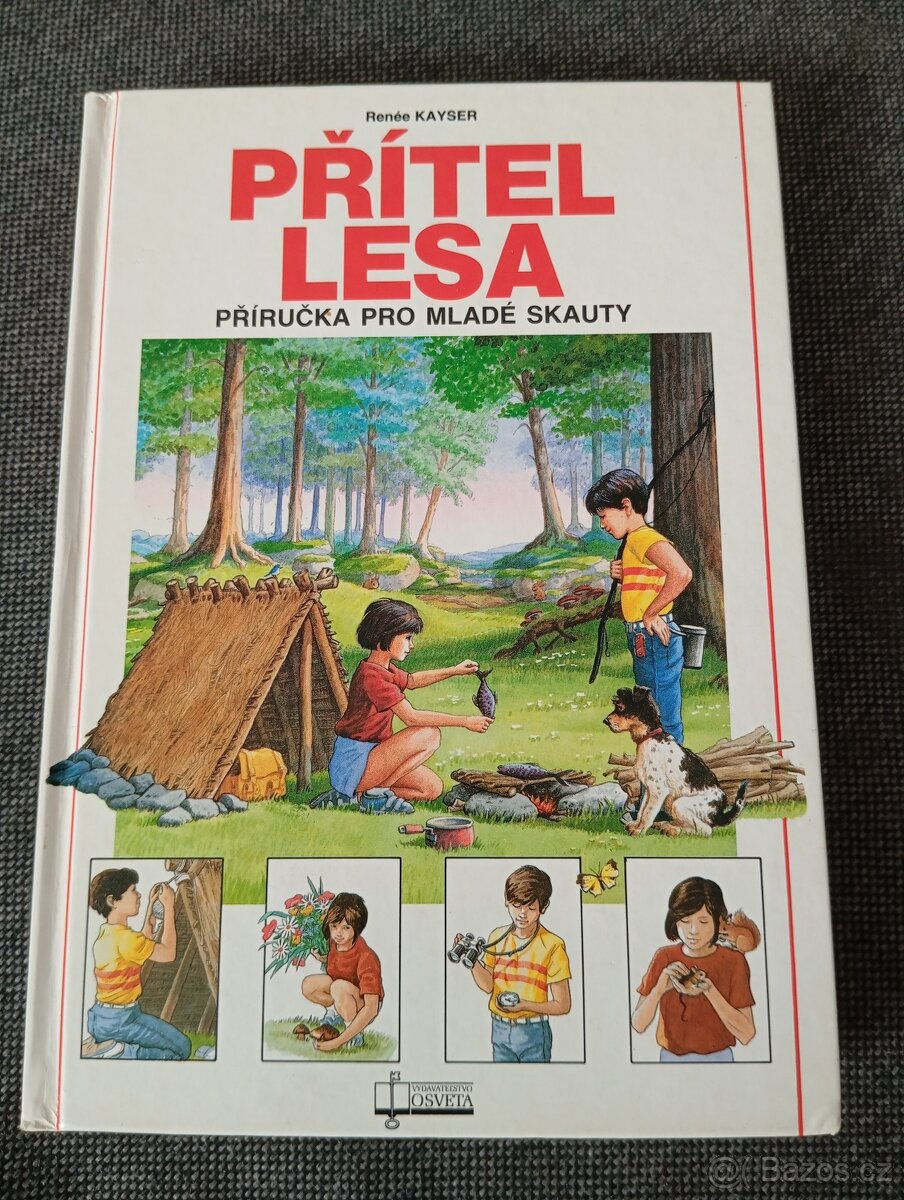 Renée KAYSER
PŘÍTEL
LESA
PŘÍRUČKA PRO MLADÉ SKAUTY
VYDAVATEĽSTVO
OSVETA
Bazos.cz